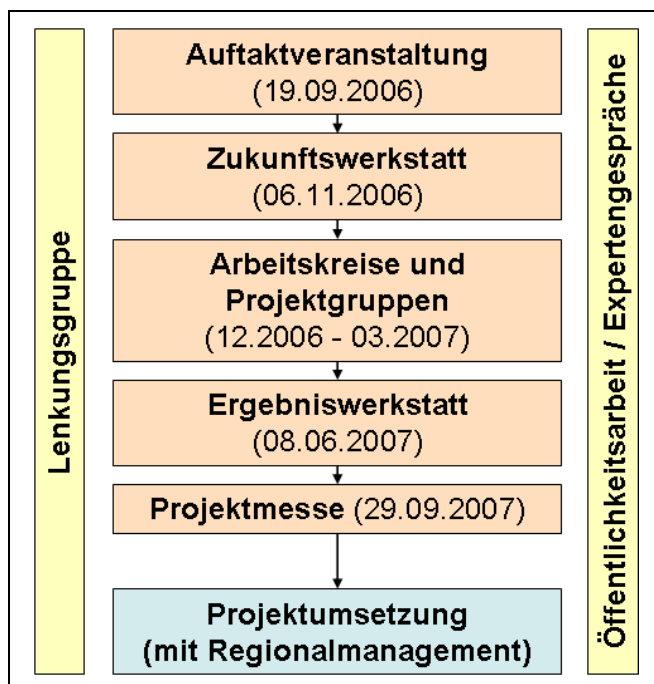 Lenkungsgruppe
Auftaktveranstaltung
(19.09.2006)
Zukunftswerkstatt
(06.11.2006)
Arbeitskreise und
Projektgruppen
(12.2006 - 03.2007)
Ergebniswerkstatt
(08.06.2007)
Projektmesse (29.09.2007)
Projektumsetzung
(mit Regionalmanagement)
Öffentlichkeitsarbeit / Expertengespräche